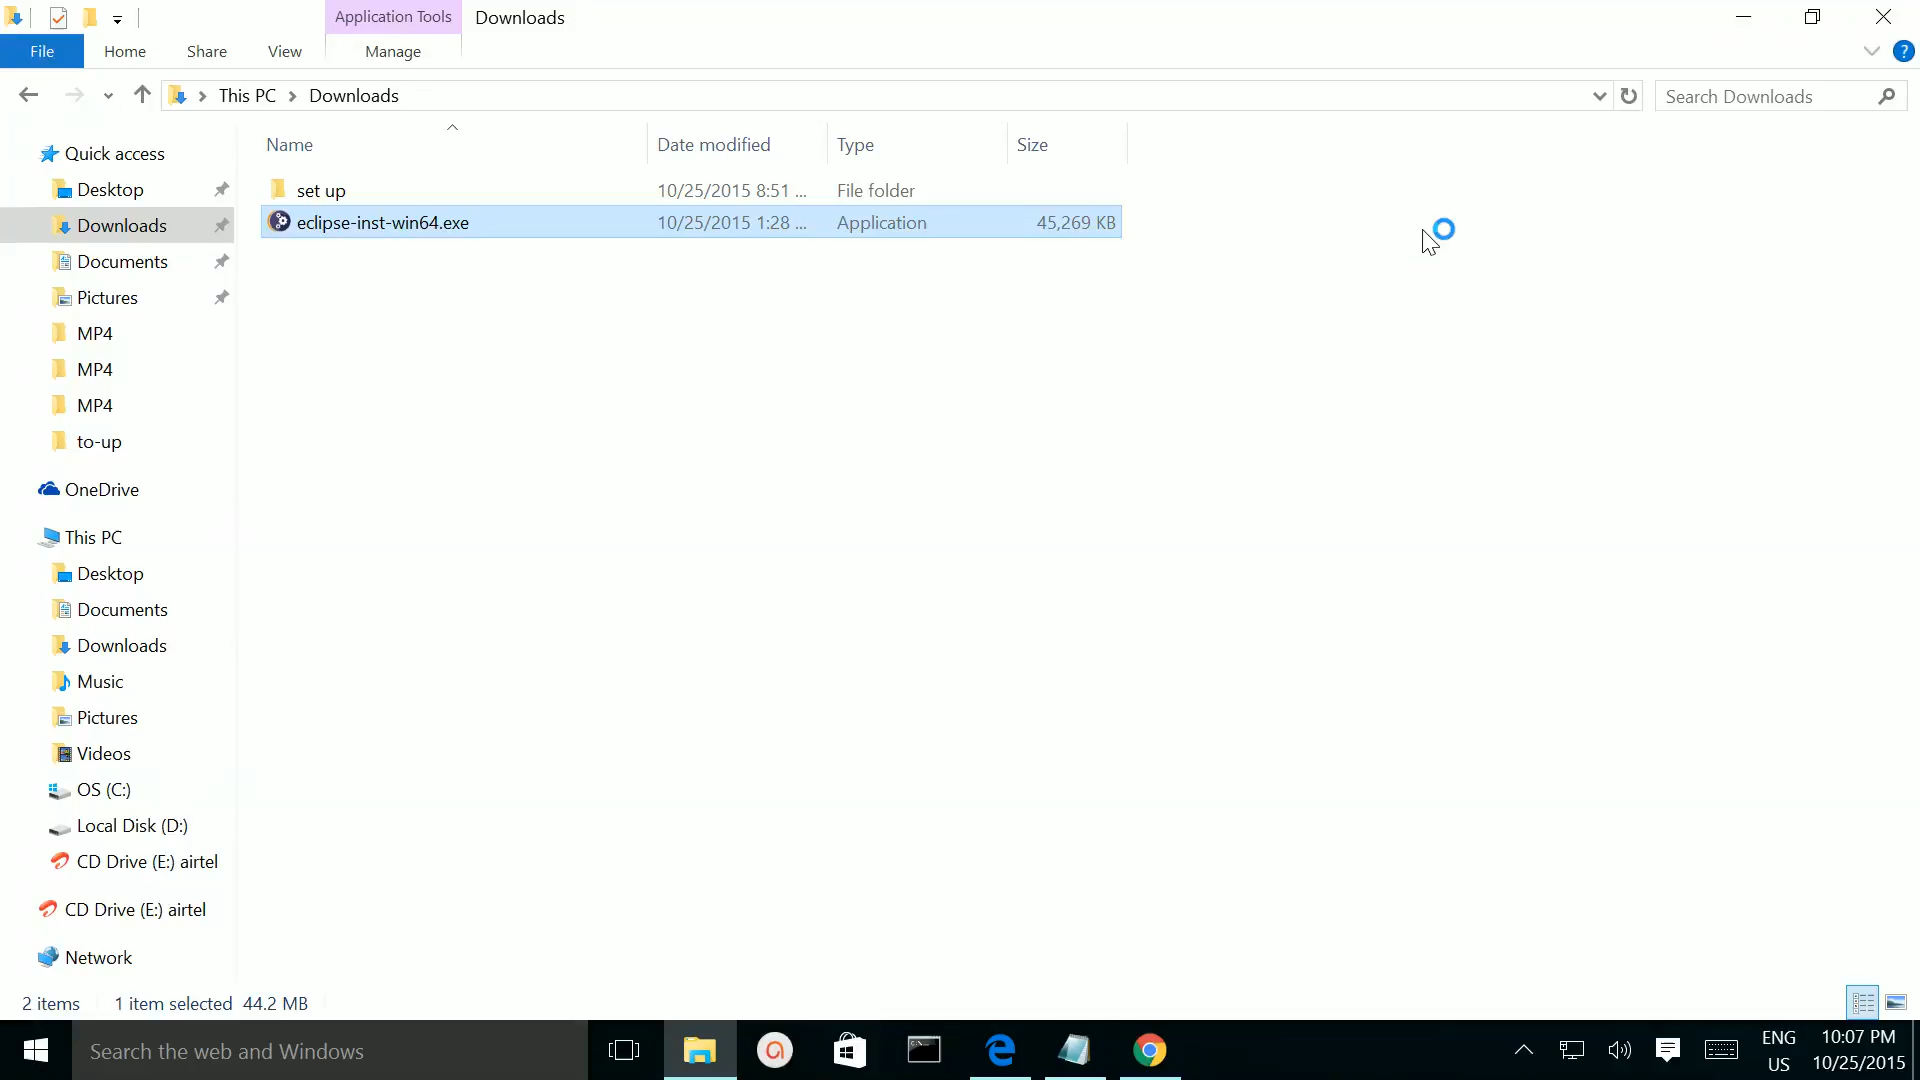 Application Tools
Downloads
File
Home
Share
View
Manage
?
This PC
Downloads
Search Downloads
Name
Date modified
Type
Size
set up
10/25/2015 8:51 ...
File folder
eclipse-inst-win64.exe
10/25/2015 1:28 ...
Application
45,269 KB
Quick access
Desktop
Downloads
Documents
Pictures
MP4
MP4
MP4
to-up
OneDrive
This PC
Desktop
Documents
Downloads
Music
Pictures
Videos
OS (C:)
Local Disk (D:)
CD Drive (E:) airtel
CD Drive (E:) airtel
Network
2 items
1 item selected 44.2 MB
Search the web and Windows
ENG
US
10:07 PM
10/25/2015